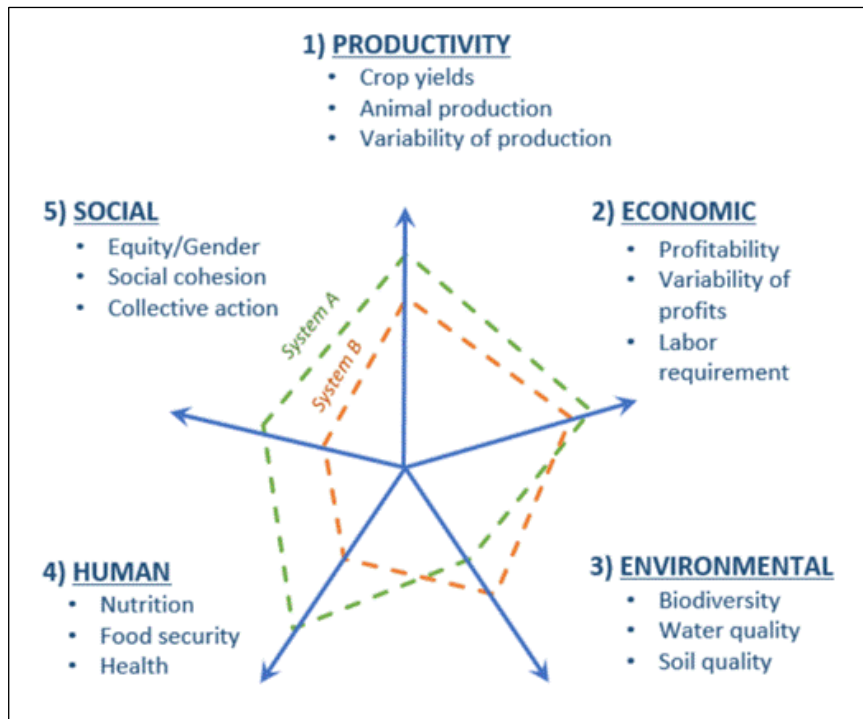 1) PRODUCTIVITY
• Crop yields
• Animal production
• Variability of production
5) SOCIAL
• Equity/Gender
• Social cohesion
• Collective action
2) ECONOMIC
• Profitability
• Variability of
profits
• Labor
requirement
System A
System B
4) HUMAN
• Nutrition
• Food security
• Health
3) ENVIRONMENTAL
• Biodiversity
• Water quality
• Soil quality